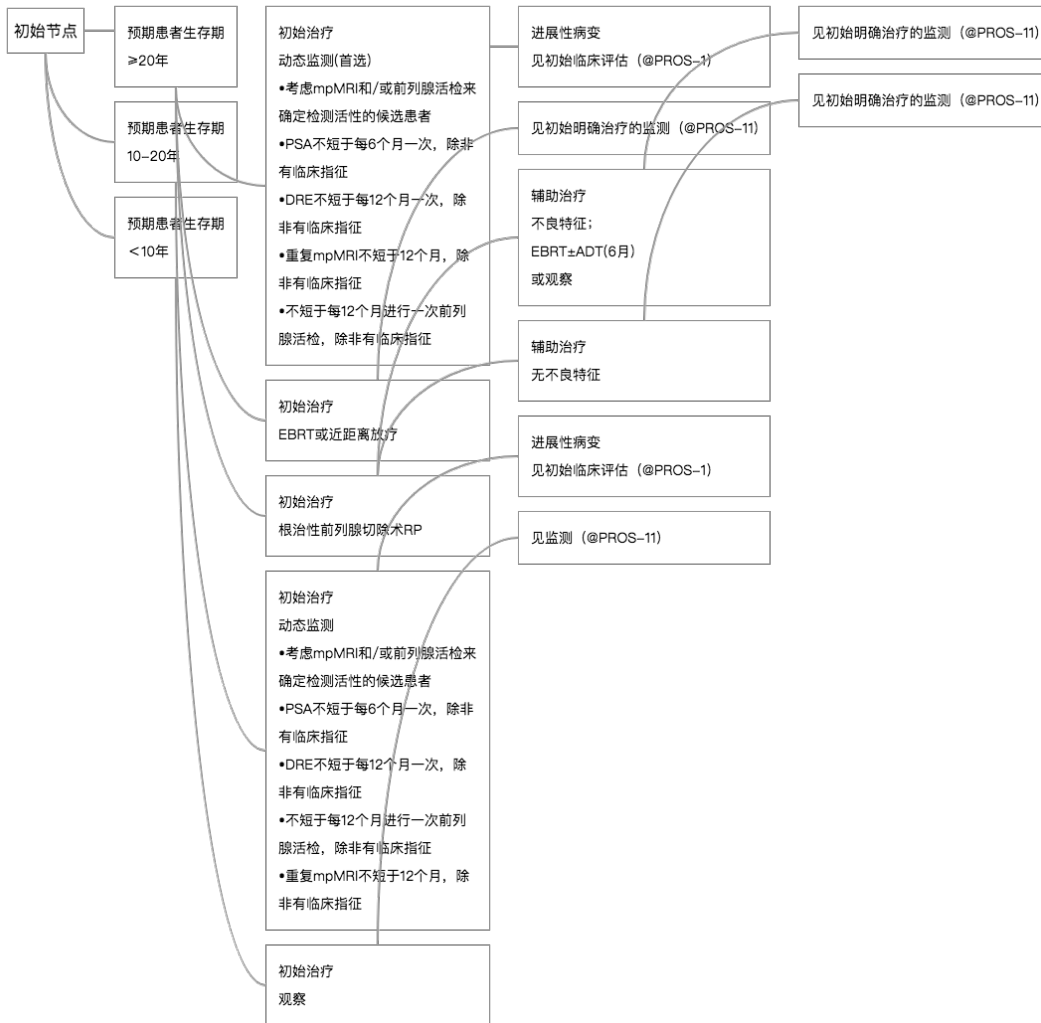 初始节点
预期患者生存期
≥20年
预期患者生存期
10-20年
预期患者生存期
<10年
初始治疗
动态监测(首选)
•考虑mpMRI和/或前列腺活检来
确定检测活性的候选患者
•PSA不短于每6个月一次，除非
有临床指征
•DRE不短于每12个月一次，除
非有临床指征
•重复mpMRI不短于12个月，除
非有临床指征
•不短于每12个月进行一次前列
腺活检，除非有临床指征
初始治疗
EBRT或近距离放疗
初始治疗
根治性前列腺切除术RP
初始治疗
动态监测
•考虑mpMRI和/或前列腺活检来
确定检测活性的候选患者
•PSA不短于每6个月一次，除非
有临床指征
•DRE不短于每12个月一次，除
非有临床指征
•不短于每12个月进行一次前列
腺活检，除非有临床指征
•重复mpMRI不短于12个月，除
非有临床指征
初始治疗
观察
进展性病变
见初始临床评估（@PROS-1）
见初始明确治疗的监测（@PROS-11)
辅助治疗
不良特征；
EBRT±ADT(6月)
或观察
辅助治疗
无不良特征
进展性病变
见初始临床评估（@PROS-1）
见监测（@PROS-11)
见初始明确治疗的监测（@PROS-11）
见初始明确治疗的监测（@PROS-11）